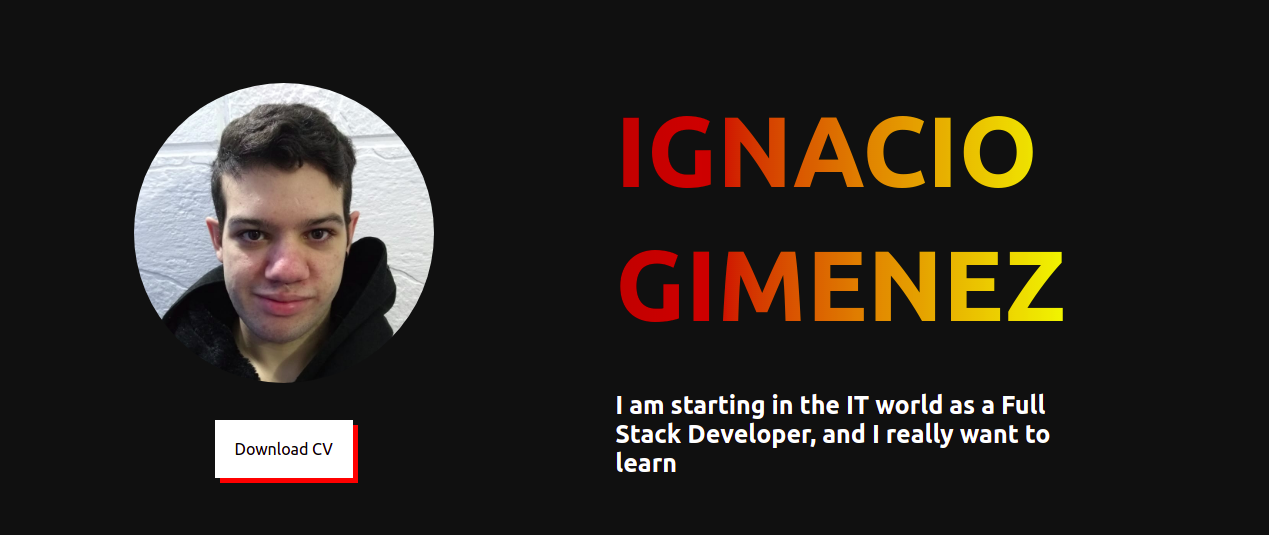 IGNACIO
GIMENEZ
I am starting in the IT world as a Full
Stack Developer, and I really want to
learn
Download CV